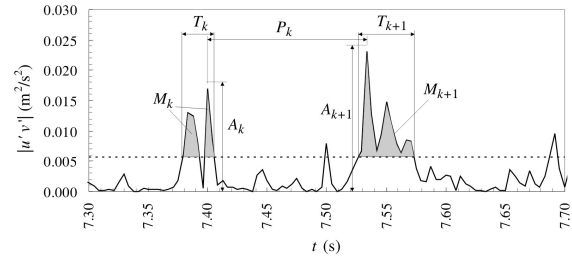 T_k P_k T_{k+1}
0.030
0.025
0.020
0.015
0.010
0.005
0.000
|u′ v′| (m²/s²)
M_k
A_k
A_{k+1}
M_{k+1}
7.30 7.35 7.40 7.45 7.50 7.55 7.60 7.65 7.70
t (s)